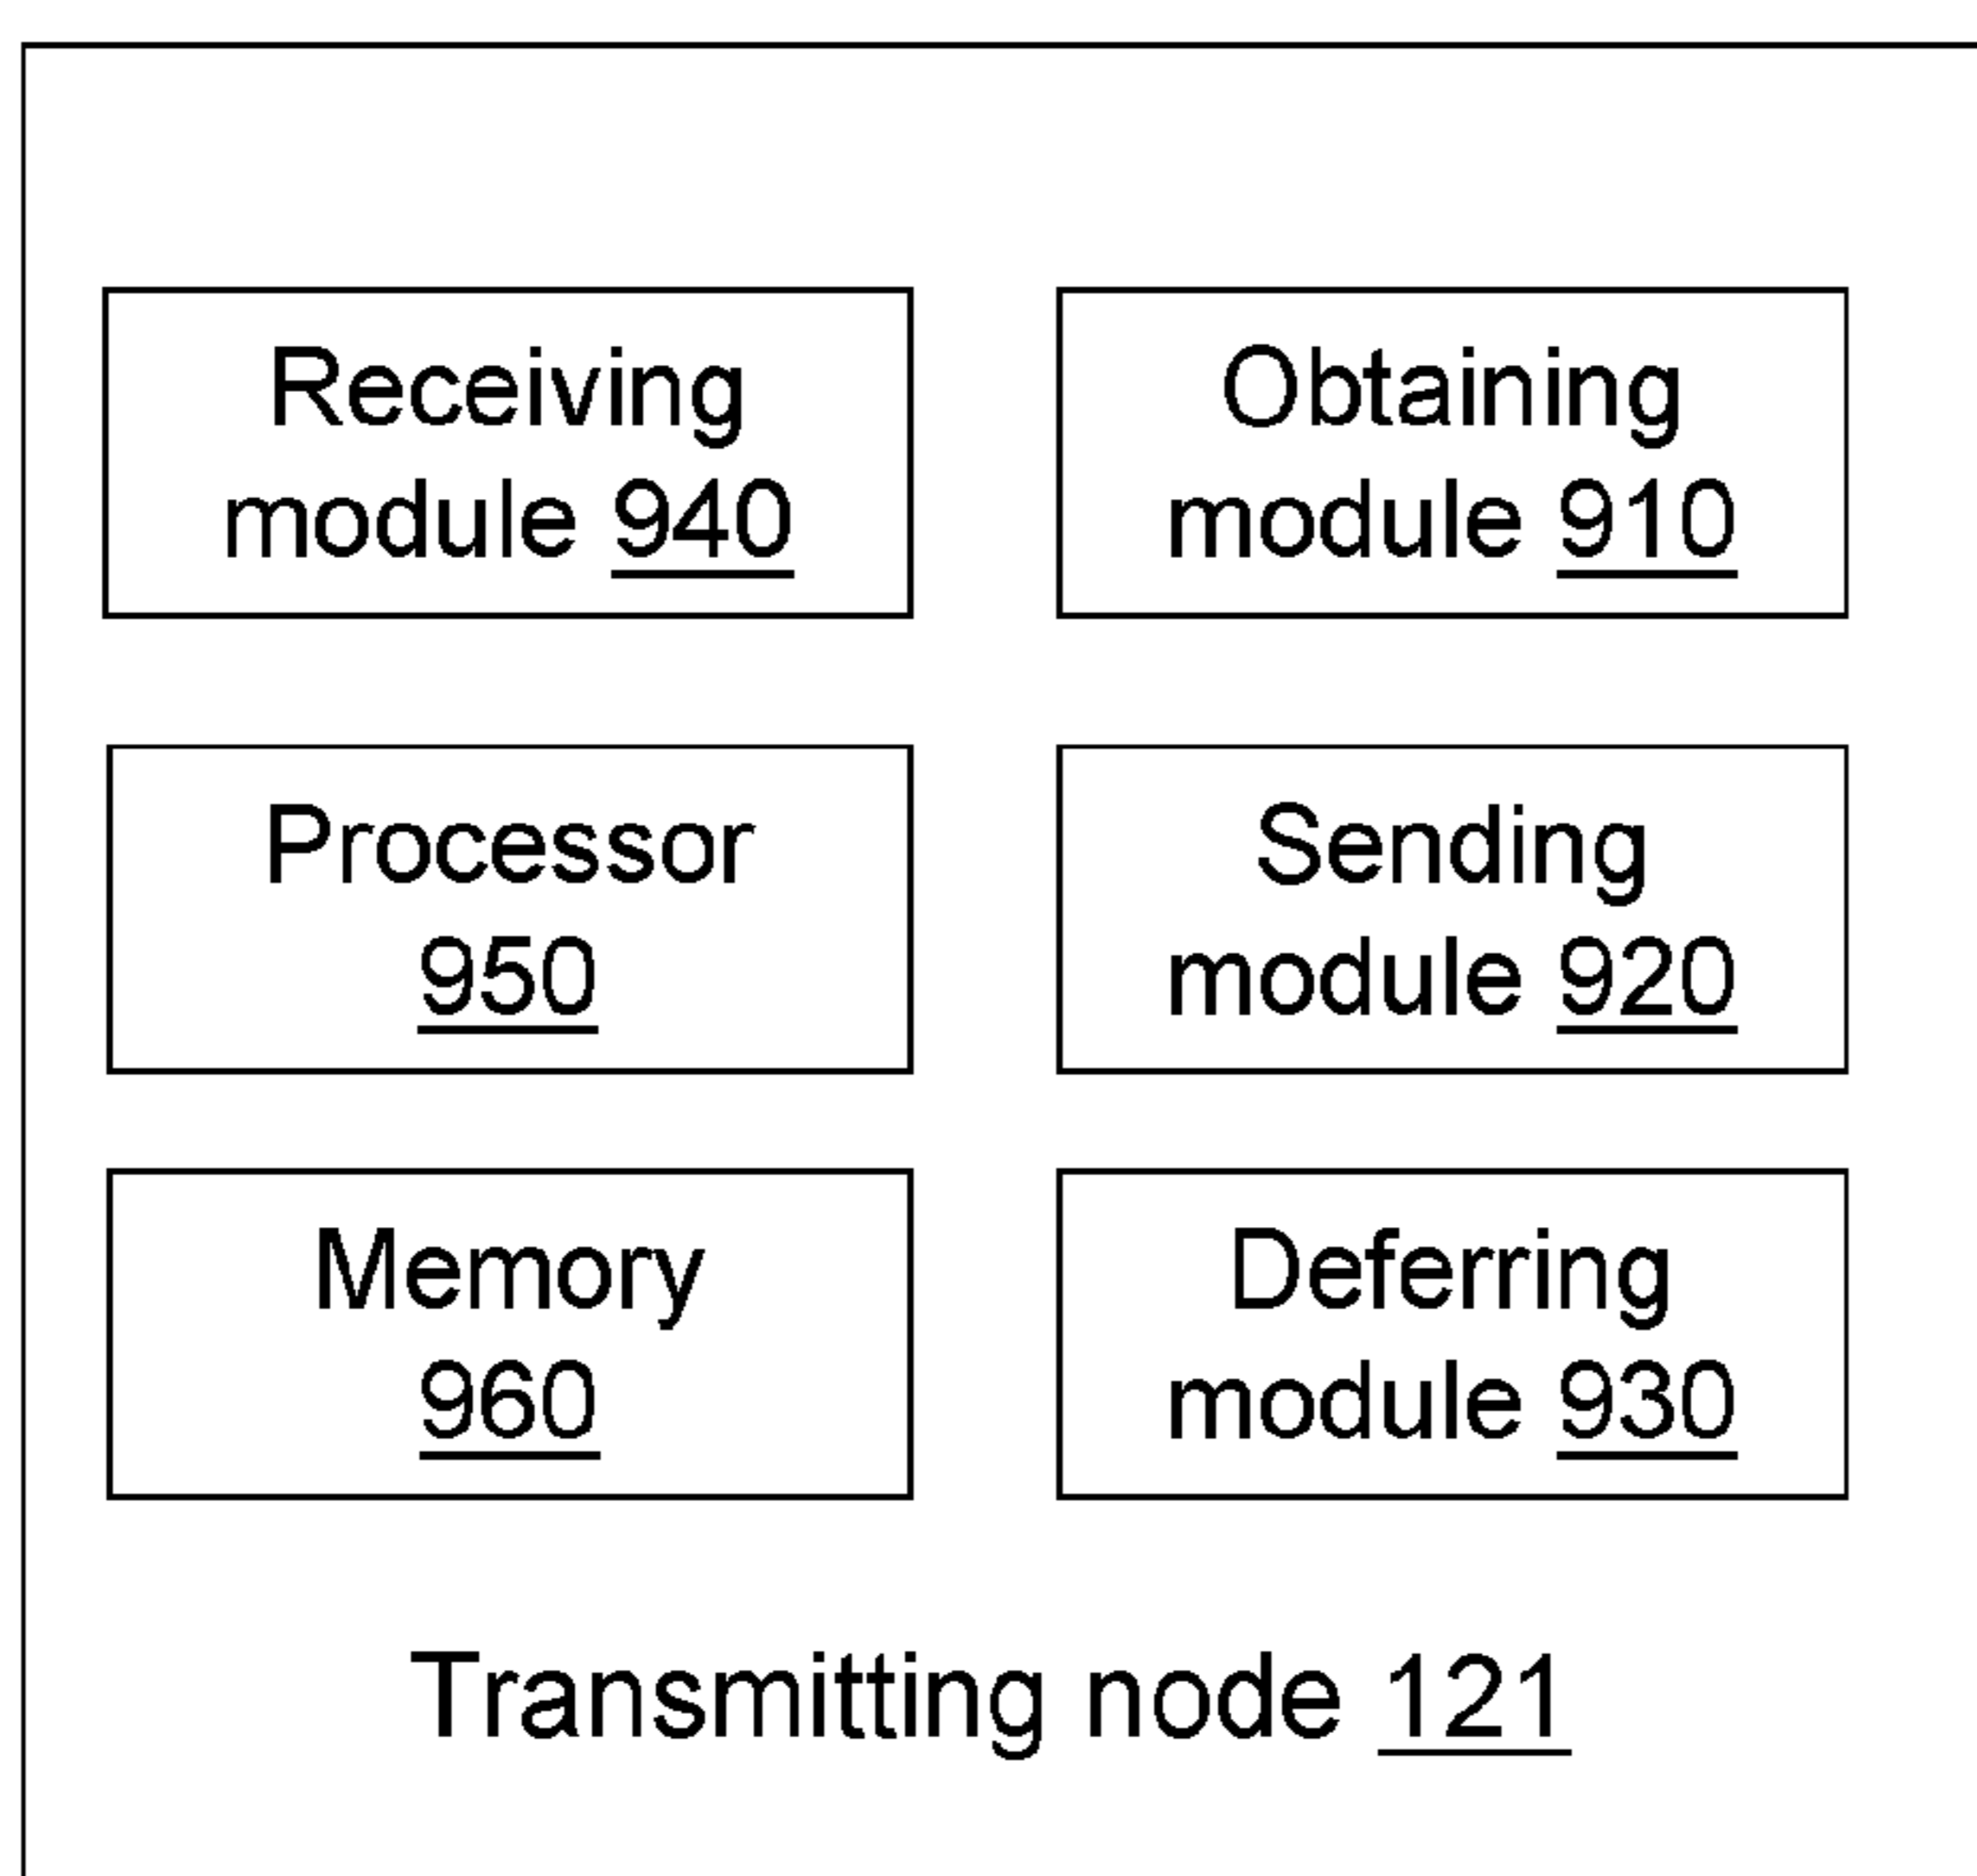 Receiving
module 940
Obtaining
module 910
Processor
950
Sending
module 920
Memory
960
Deferring
module 930
Transmitting node 121